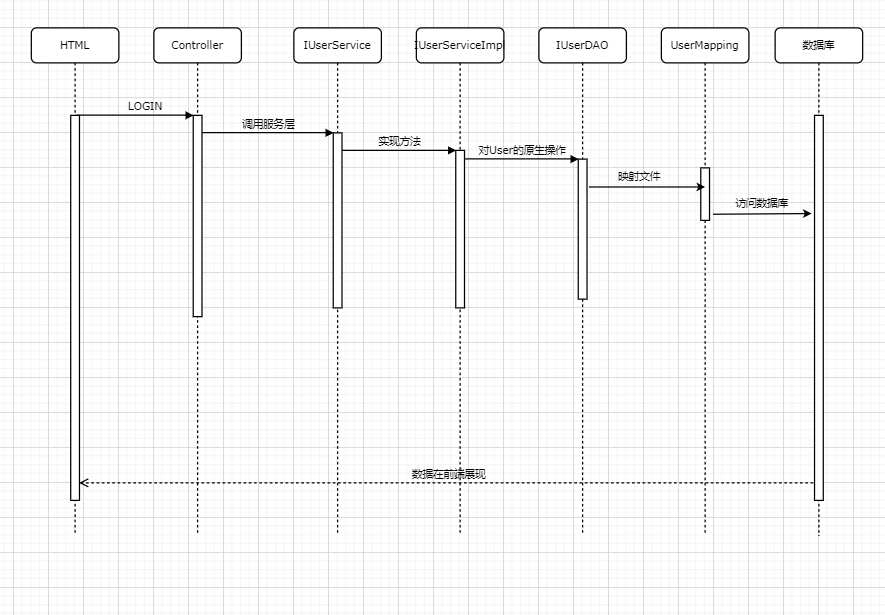 HTML
Controller
IUserService
IUserServiceImpl
IUserDAO
UserMapping
数据库
LOGIN
调用服务层
实现方法
对User的原生操作
映射文件
访问数据库
数据在前端展现